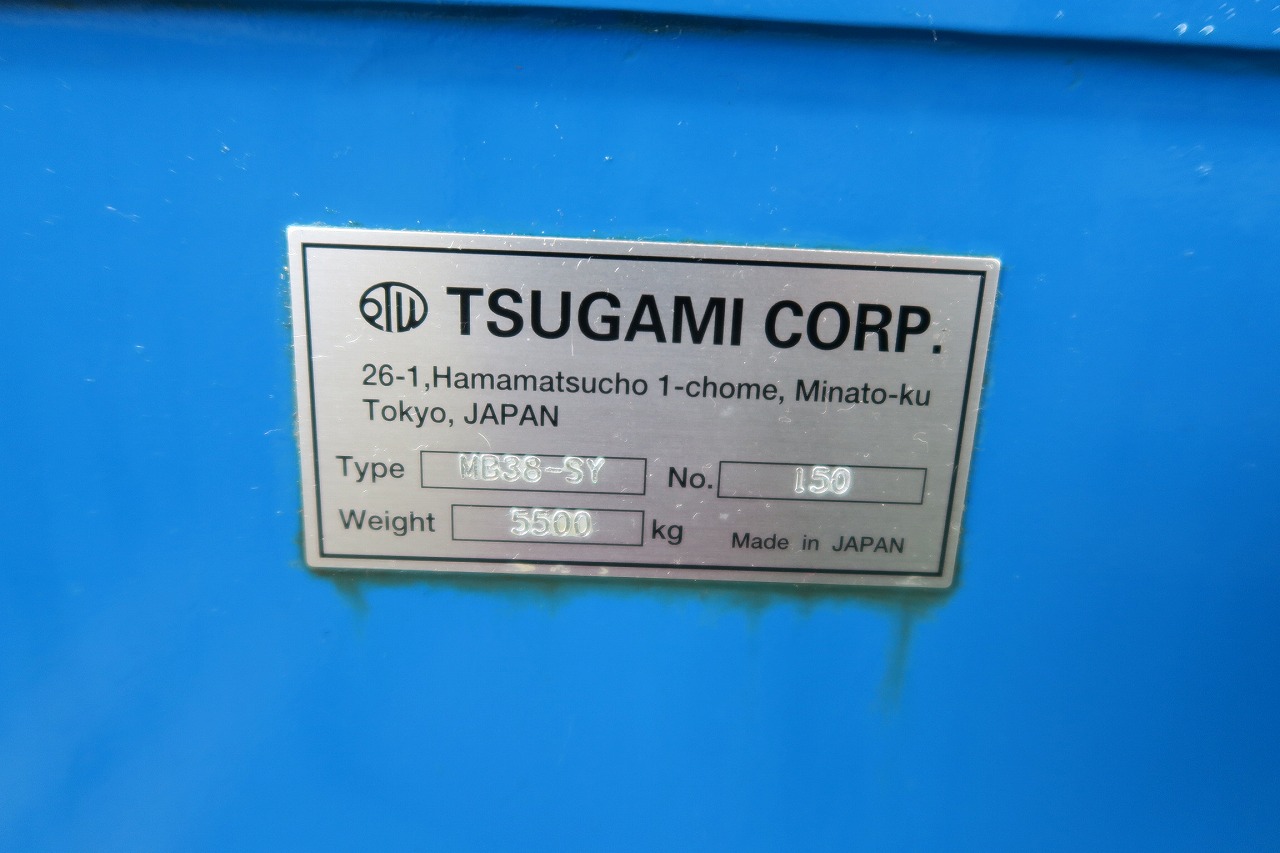 PTW TSUGAMI CORP.
26-1,Hamamatsucho 1-chome, Minato-ku
Tokyo, JAPAN
Type MB38-SY No. 150
Weight 5500 kg Made in JAPAN